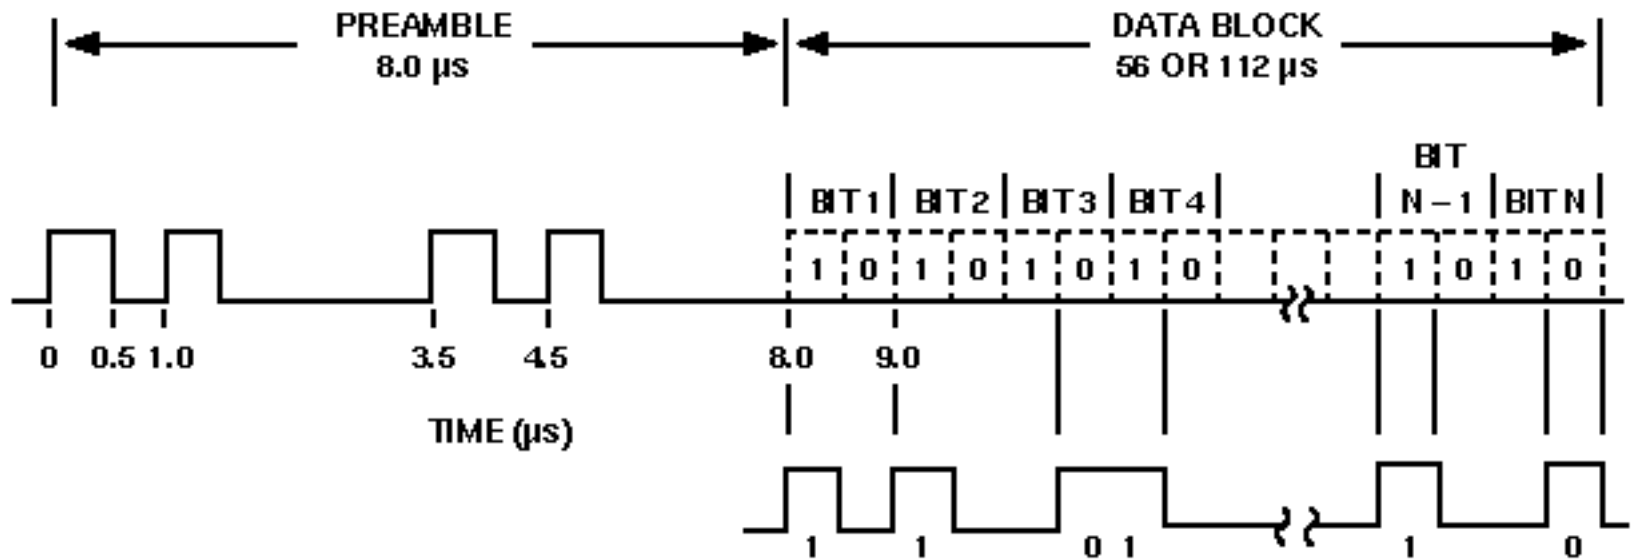 PREAMBLE
8.0 µs
DATA BLOCK
56 OR 112 µs
BIT 1 BIT 2 BIT 3 BIT 4
BIT
N – 1 BIT N
1 0 1 0 1 0 1 0 1 0 1 0
0 0.5 1.0 3.5 4.5 8.0 9.0
TIME (µs)
1 1 0 1 1 0